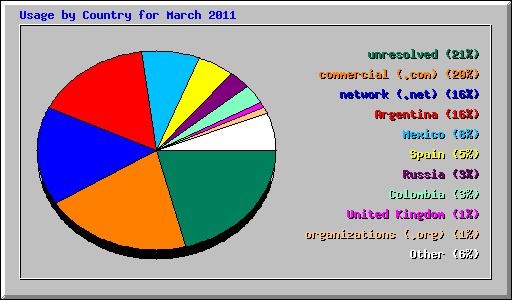 Usage by Country for March 2011
unresolved (21%)
commercial (.com) (20%)
network (.net) (16%)
Argentina (16%)
Mexico (8%)
Spain (5%)
Russia (3%)
Colombia (3%)
United Kingdom (1%)
organizations (.org) (1%)
Other (6%)